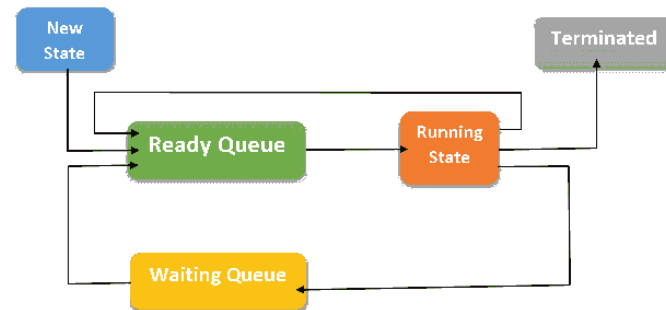 New
State
Terminated
Ready Queue
Running
State
Waiting Queue